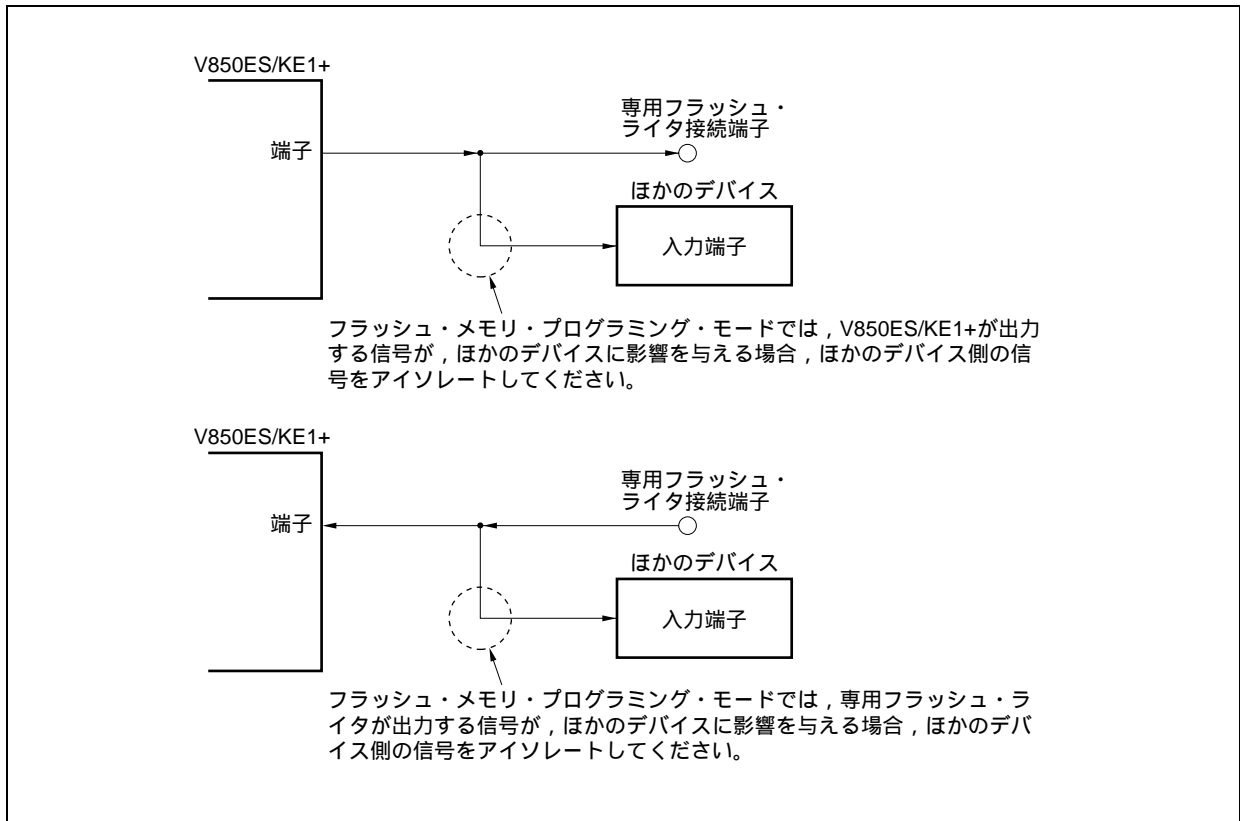 V850ES/KE1+
端子
専用フラッシュ・
ライタ接続端子
ほかのデバイス
入力端子
フラッシュ・メモリ・プログラミング・モードでは，V850ES/KE1+が出力
する信号が，ほかのデバイスに影響を与える場合，ほかのデバイス側の信
号をアイソレートしてください。
V850ES/KE1+
端子
専用フラッシュ・
ライタ接続端子
ほかのデバイス
入力端子
フラッシュ・メモリ・プログラミング・モードでは，専用フラッシュ・ラ
イタが出力する信号が，ほかのデバイスに影響を与える場合，ほかのデバ
イス側の信号をアイソレートしてください。